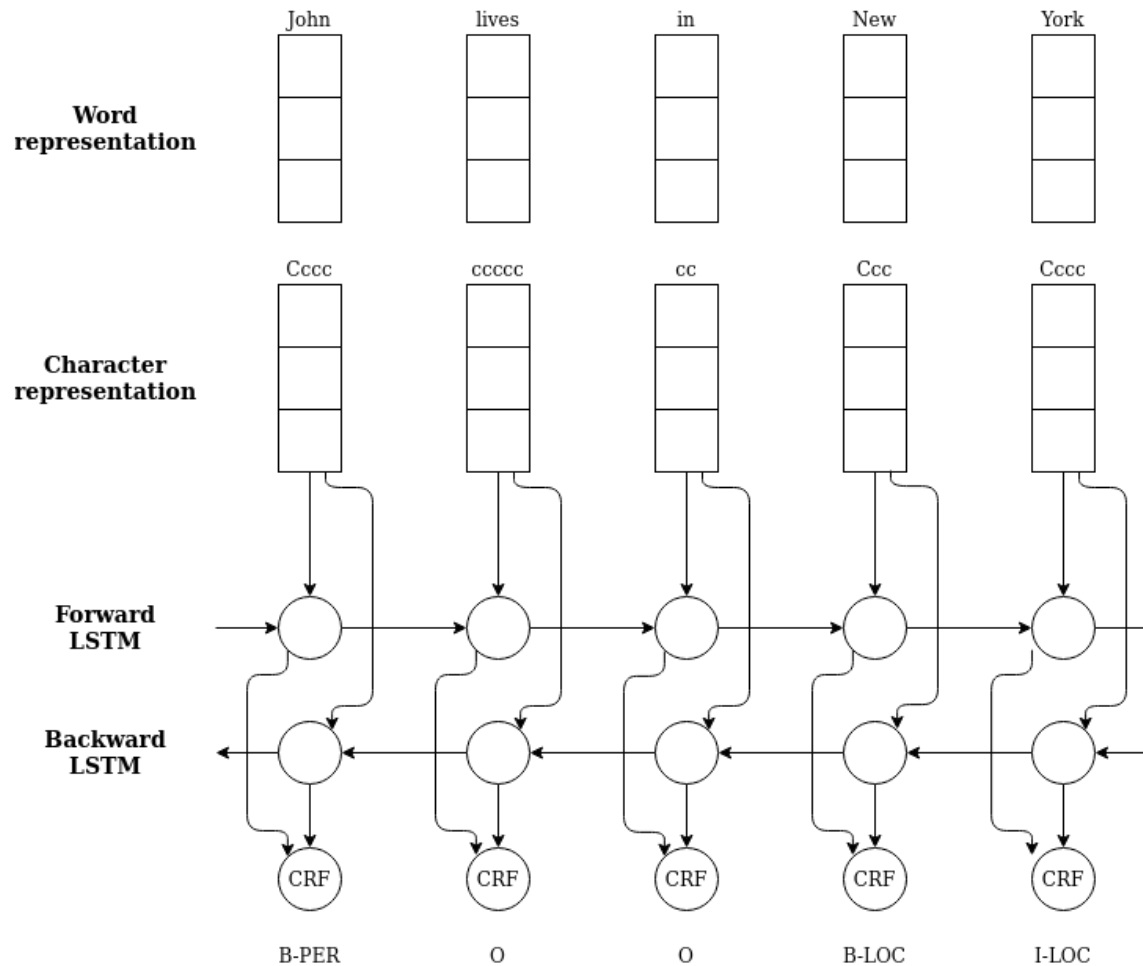 John lives in New York
Word
representation
Cccc ccccc cc Ccc Cccc
Character
representation
Forward
LSTM
Backward
LSTM
CRF CRF CRF CRF CRF
B-PER O O B-LOC I-LOC